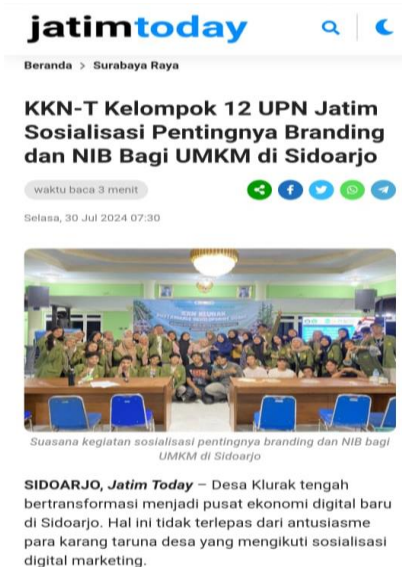 jatimtoday
Beranda > Surabaya Raya
KKN-T Kelompok 12 UPN Jatim
Sosialisasi Pentingnya Branding
dan NIB Bagi UMKM di Sidoarjo
waktu baca 3 menit
Selasa, 30 Jul 2024 07:30
KKN KLURAK
Suasana kegiatan sosialisasi pentingnya branding dan NIB bagi
UMKM di Sidoarjo
SIDOARJO, Jatim Today – Desa Klurak tengah
bertransformasi menjadi pusat ekonomi digital baru
di Sidoarjo. Hal ini tidak terlepas dari antusiasme
para karang taruna desa yang mengikuti sosialisasi
digital marketing.